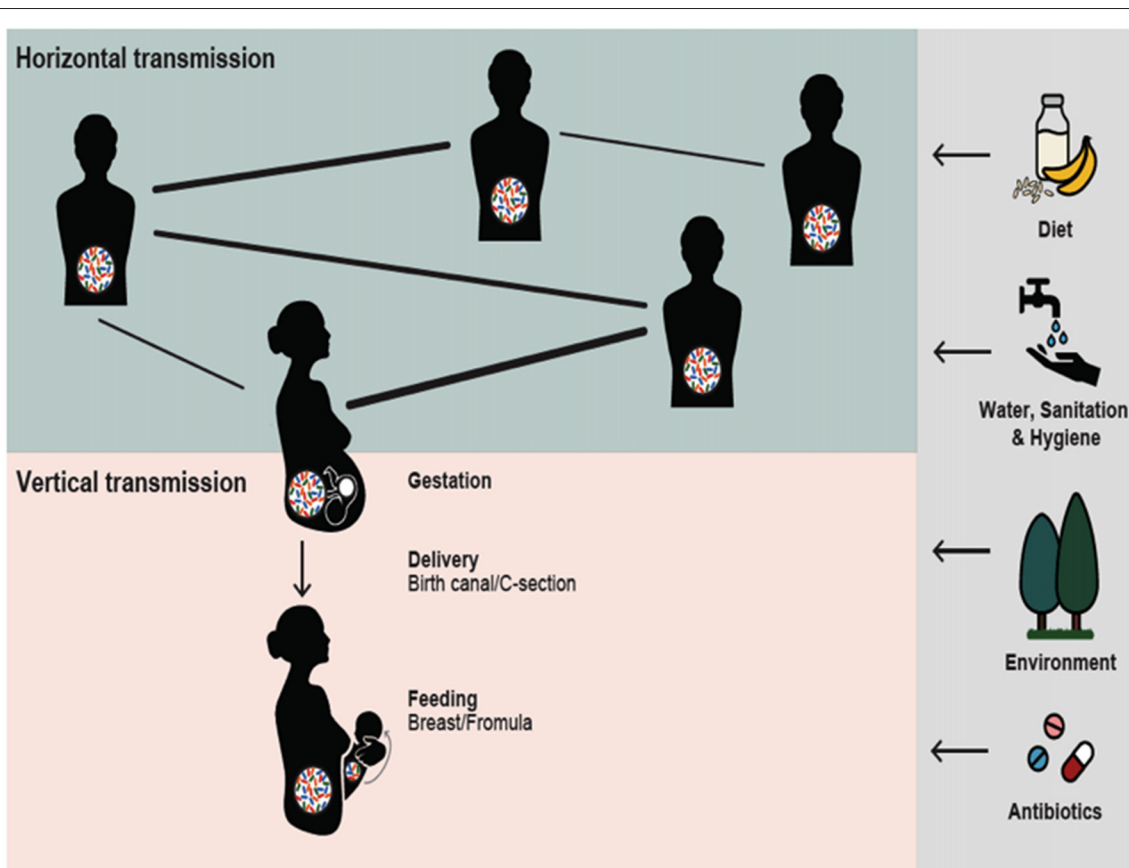 Horizontal transmission
Diet
Water, Sanitation
& Hygiene
Vertical transmission
Gestation
Delivery
Birth canal/C-section
Environment
Feeding
Breast/Fromula
Antibiotics